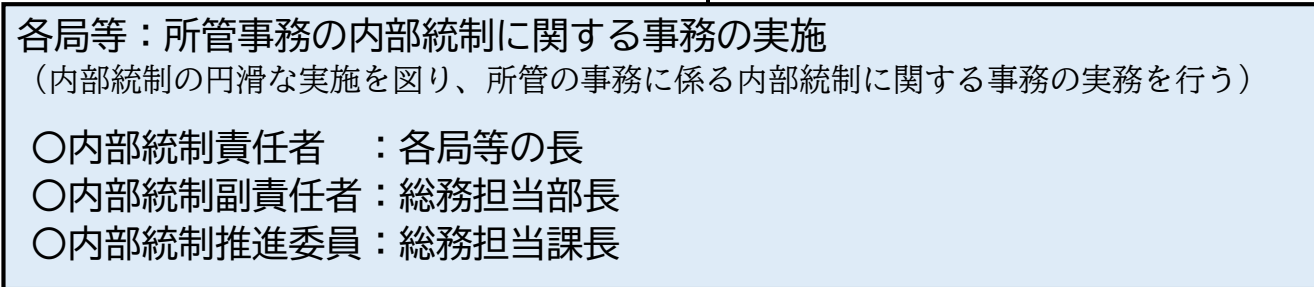 各局等：所管事務の内部統制に関する事務の実施
（内部統制の円滑な実施を図り、所管の事務に係る内部統制に関する事務の実務を行う）
〇内部統制責任者　：各局等の長
〇内部統制副責任者：総務担当部長
〇内部統制推進委員：総務担当課長